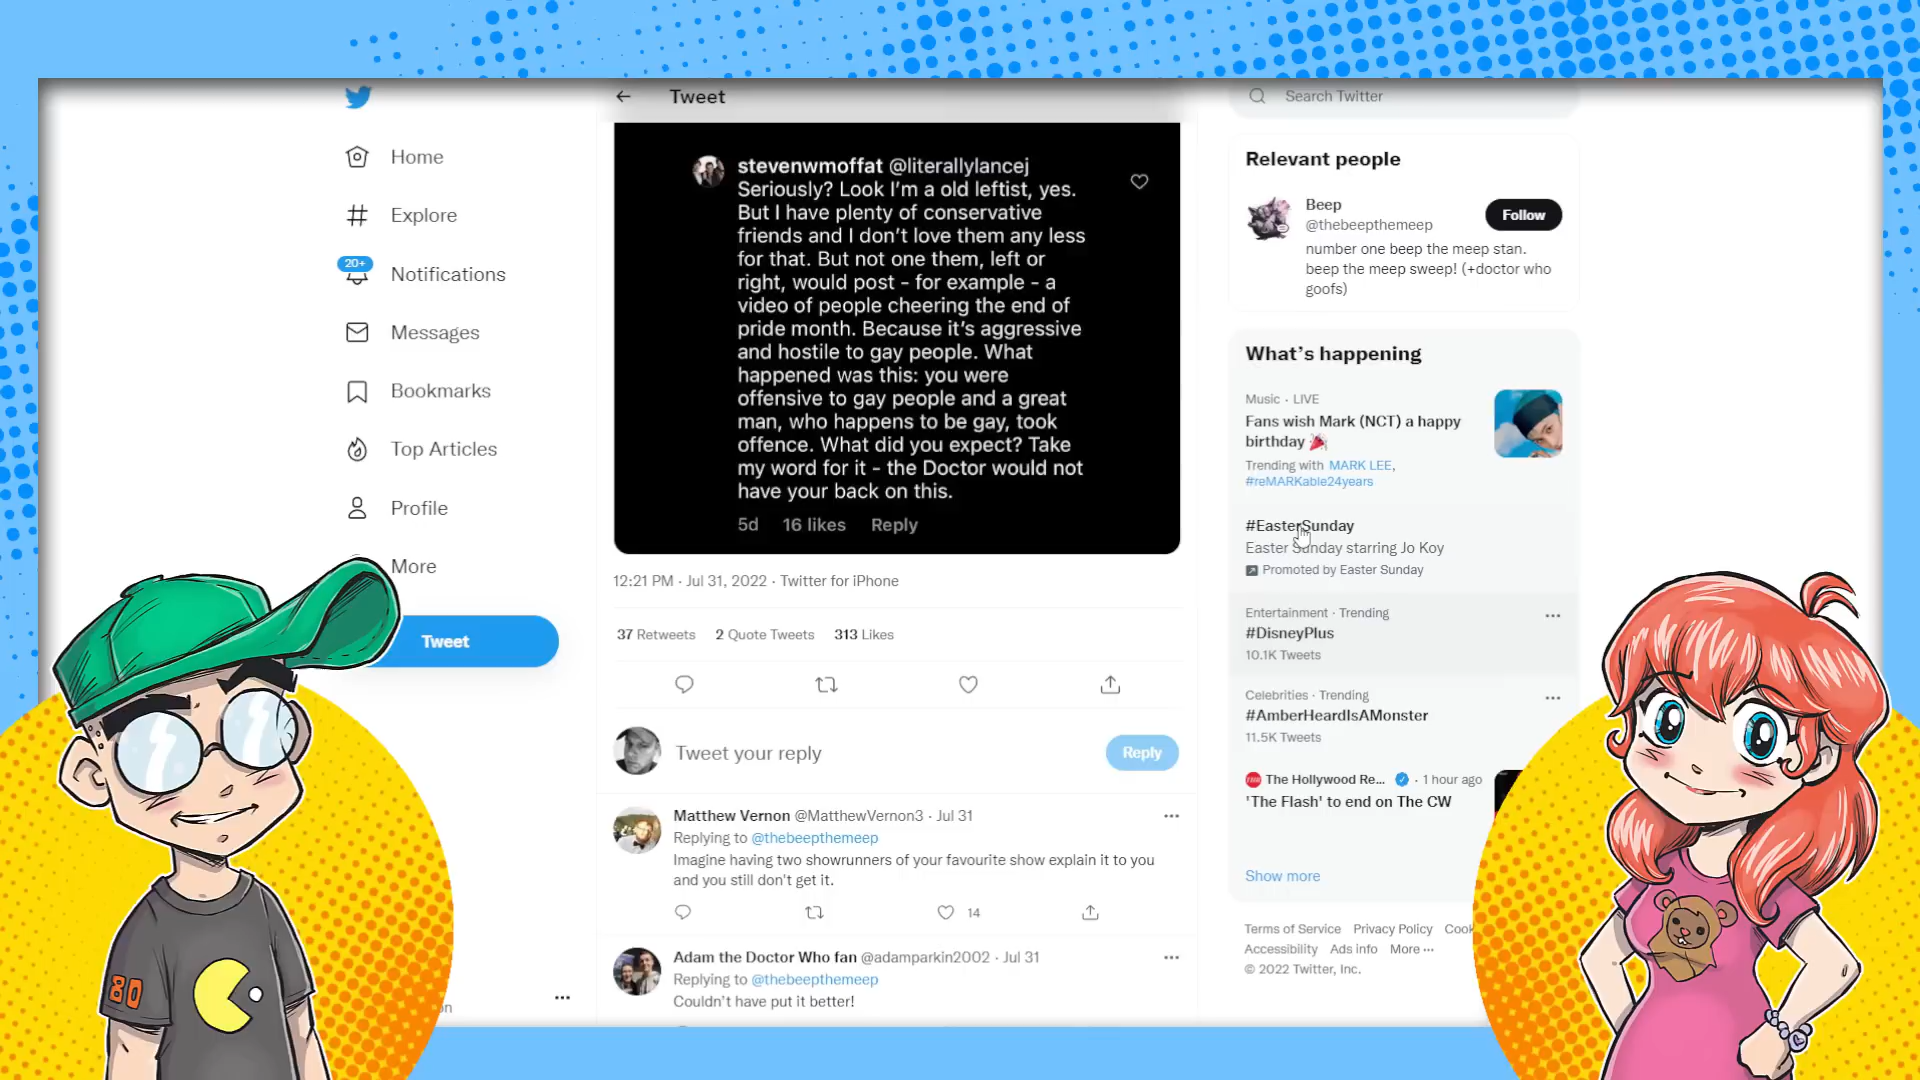 Home
Explore
20+
Notifications
Messages
Bookmarks
Top Articles
Profile
More
Tweet
Tweet
stevenwmoffat @literallylancej
Seriously? Look I'm a old leftist, yes.
But I have plenty of conservative
friends and I don't love them any less
for that. But not one them, left or
right, would post - for example - a
video of people cheering the end of
pride month. Because it's aggressive
and hostile to gay people. What
happened was this: you were
offensive to gay people and a great
man, who happens to be gay, took
offence. What did you expect? Take
my word for it - the Doctor would not
have your back on this.
5d 16 likes Reply
12:21 PM · Jul 31, 2022 · Twitter for iPhone
37 Retweets 2 Quote Tweets 313 Likes
Tweet your reply
Reply
Matthew Vernon @MatthewVernon3 · Jul 31
Replying to @thebeepthemeep
Imagine having two showrunners of your favourite show explain it to you
and you still don't get it.
14
Adam the Doctor Who fan @adamparkin2002 · Jul 31
Replying to @thebeepthemeep
Couldn't have put it better!
Search Twitter
Relevant people
Beep
@thebeepthemeep
Follow
number one beep the meep stan.
beep the meep sweep! (+doctor who
goofs)
What's happening
Music · LIVE
Fans wish Mark (NCT) a happy
birthday
Trending with MARK LEE,
#reMARKable24years
#EasterSunday
Easter Sunday starring Jo Koy
Promoted by Easter Sunday
Entertainment · Trending
#DisneyPlus
10.1K Tweets
Celebrities · Trending
#AmberHeardIsAMonster
11.5K Tweets
The Hollywood Re... · 1 hour ago
'The Flash' to end on The CW
Show more
Terms of Service Privacy Policy Cook
Accessibility Ads info More ···
© 2022 Twitter, Inc.
80